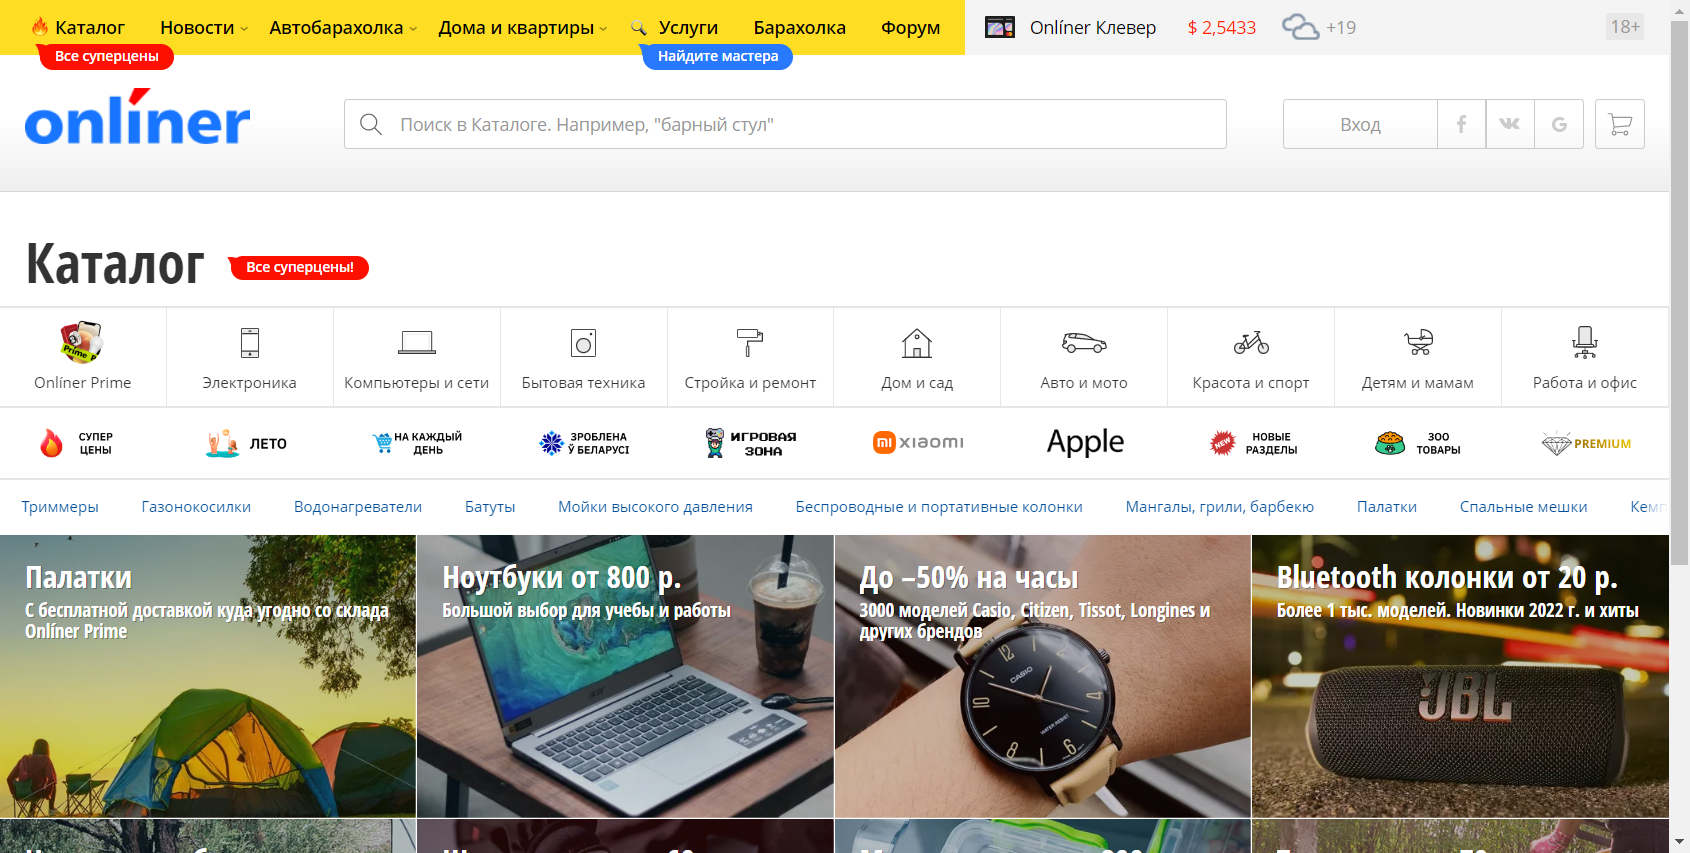 Каталог Новости Автобарахолка Дома и квартиры Услуги Барахолка Форум Onlíner Клевер $ 2,5433 +19 18+
Все суперцены Найдите мастера
onlíner
Поиск в Каталоге. Например, "барный стул"
Вход
Каталог Все суперцены!
Onlíner Prime Электроника Компьютеры и сети Бытовая техника Стройка и ремонт Дом и сад Авто и мото Красота и спорт Детям и мамам Работа и офис
СУПЕР ЦЕНЫ
ЛЕТО
НА КАЖДЫЙ ДЕНЬ
ЗРОБЛЕНА Ў БЕЛАРУСІ
ИГРОВАЯ ЗОНА
xiaomi
Apple
NEW НОВЫЕ РАЗДЕЛЫ
ЗОО ТОВАРЫ
PREMIUM
Триммеры Газонокосилки Водонагреватели Батуты Мойки высокого давления Беспроводные и портативные колонки Мангалы, грили, барбекю Палатки Спальные мешки
Палатки
С бесплатной доставкой куда угодно со склада
Onlíner Prime
Ноутбуки от 800 р.
Большой выбор для учебы и работы
До –50% на часы
3000 моделей Casio, Citizen, Tissot, Longines и
других брендов
CASIO
WATER RESIST
Bluetooth колонки от 20 р.
Более 1 тыс. моделей. Новинки 2022 г. и хиты
JBL